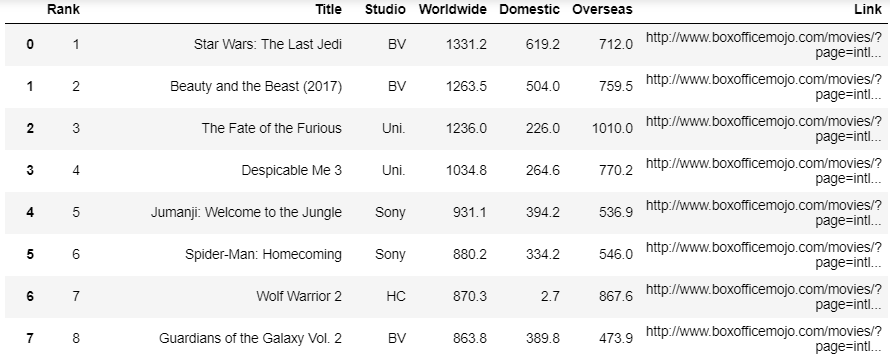 Rank Title Studio Worldwide Domestic Overseas Link
0 1 Star Wars: The Last Jedi BV 1331.2 619.2 712.0 http://www.boxofficemojo.com/movies/?
page=intl...
1 2 Beauty and the Beast (2017) BV 1263.5 504.0 759.5 http://www.boxofficemojo.com/movies/?
page=intl...
2 3 The Fate of the Furious Uni. 1236.0 226.0 1010.0 http://www.boxofficemojo.com/movies/?
page=intl...
3 4 Despicable Me 3 Uni. 1034.8 264.6 770.2 http://www.boxofficemojo.com/movies/?
page=intl...
4 5 Jumanji: Welcome to the Jungle Sony 931.1 394.2 536.9 http://www.boxofficemojo.com/movies/?
page=intl...
5 6 Spider-Man: Homecoming Sony 880.2 334.2 546.0 http://www.boxofficemojo.com/movies/?
page=intl...
6 7 Wolf Warrior 2 HC 870.3 2.7 867.6 http://www.boxofficemojo.com/movies/?
page=intl...
7 8 Guardians of the Galaxy Vol. 2 BV 863.8 389.8 473.9 http://www.boxofficemojo.com/movies/?
page=intl...